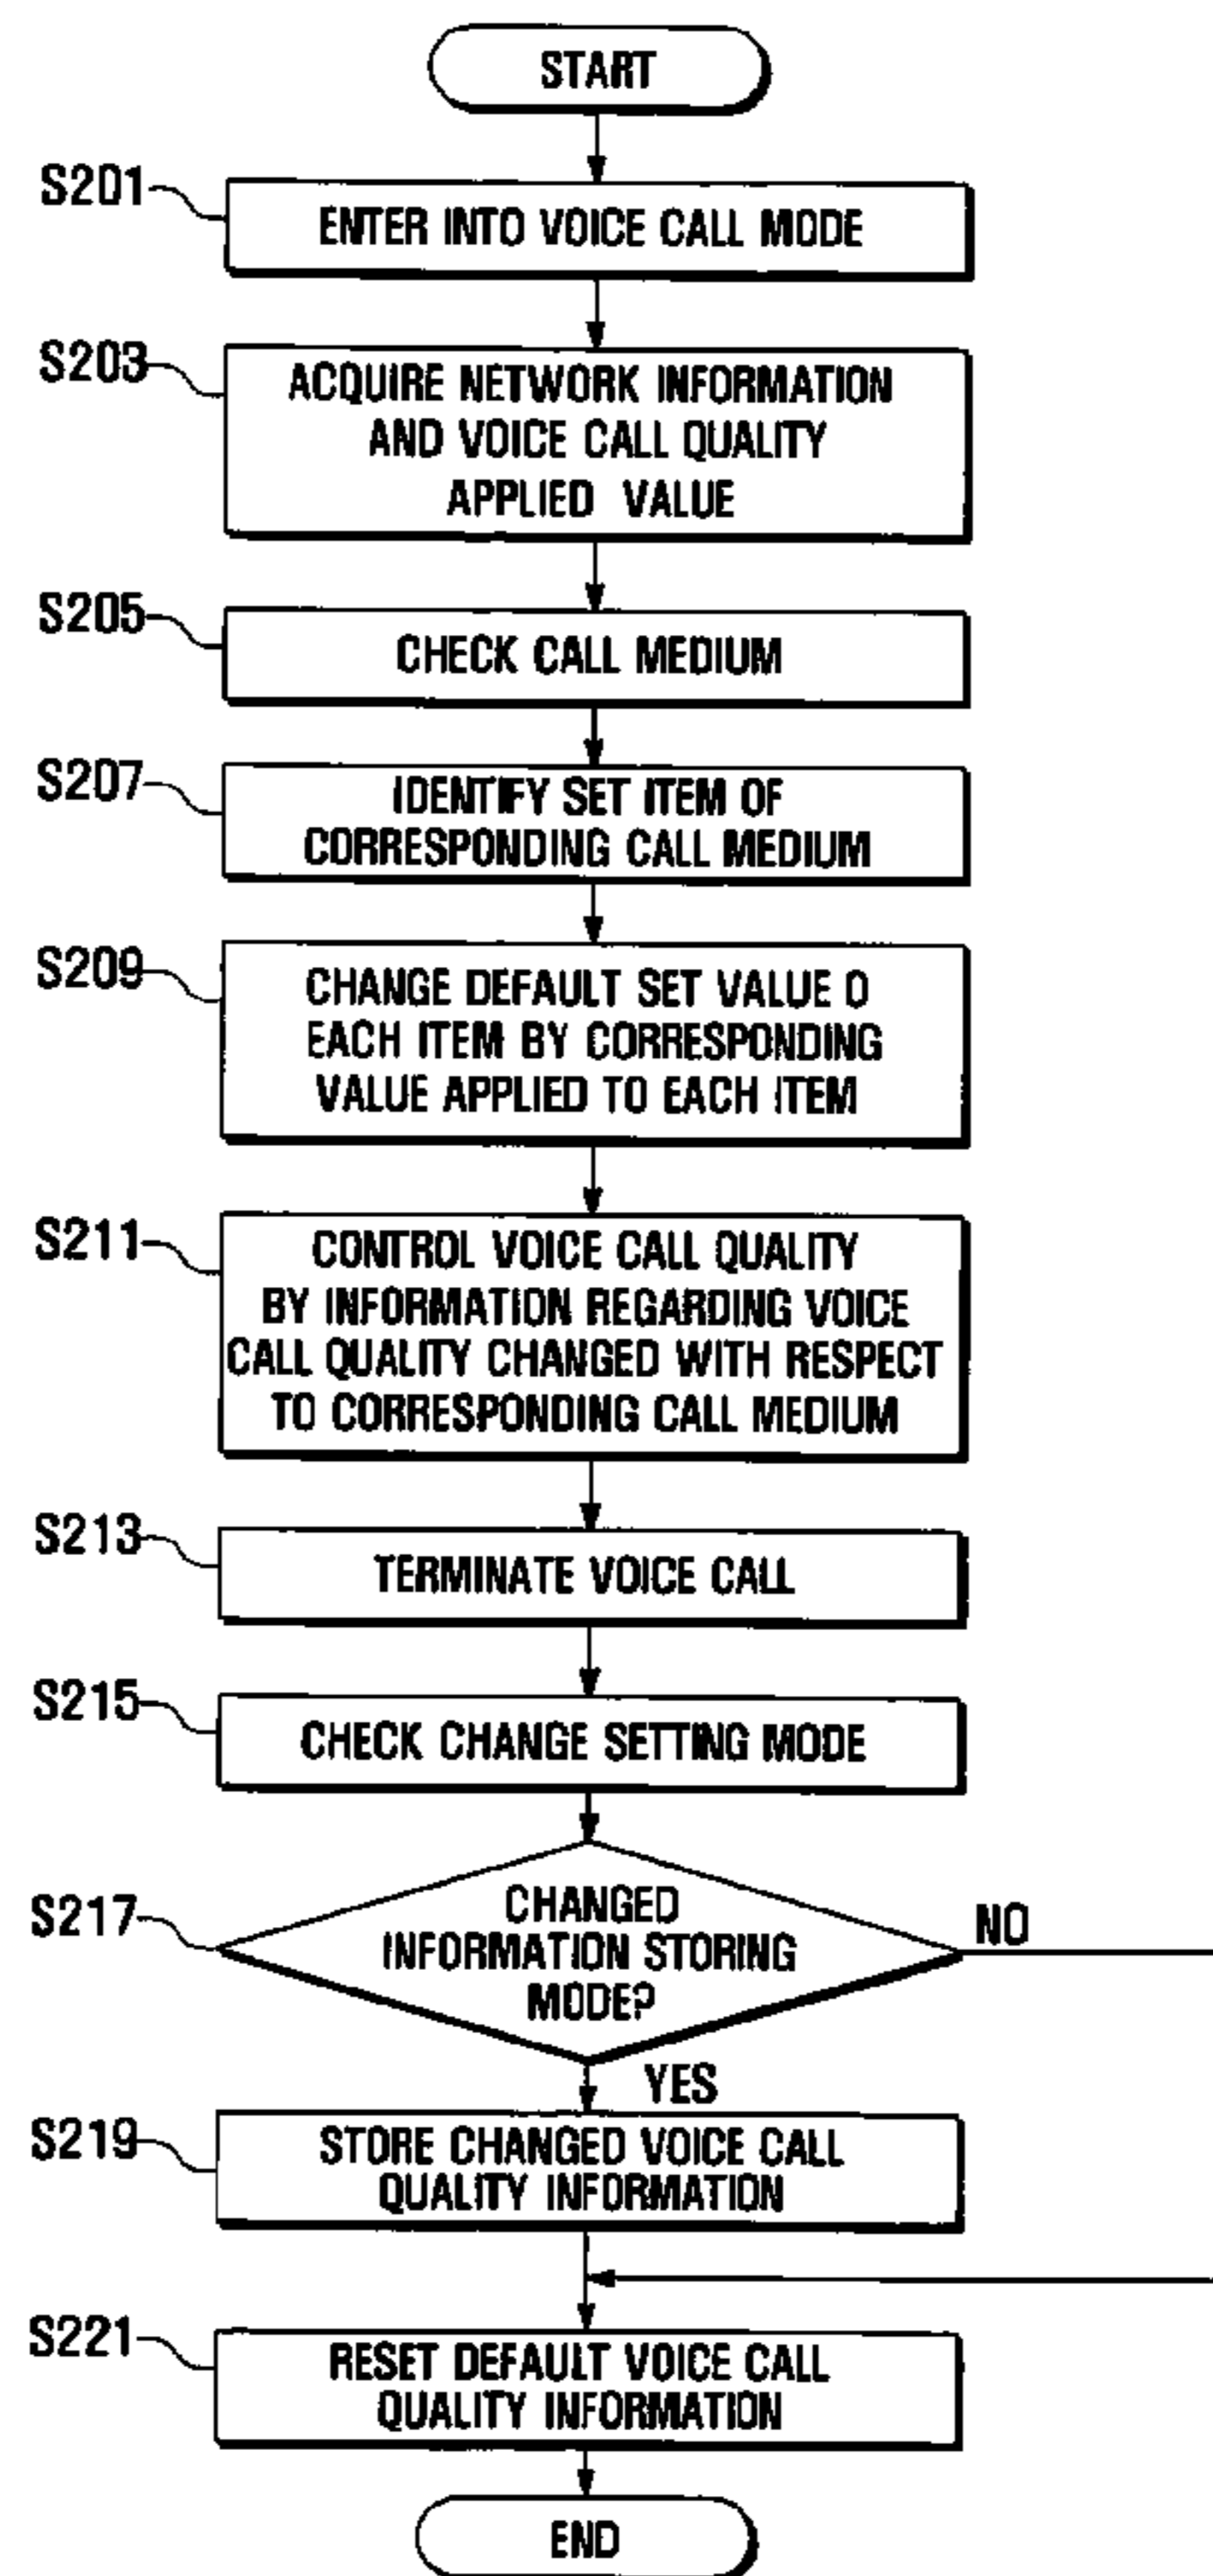 START
S201
ENTER INTO VOICE CALL MODE
S203
ACQUIRE NETWORK INFORMATION
AND VOICE CALL QUALITY
APPLIED VALUE
S205
CHECK CALL MEDIUM
S207
IDENTIFY SET ITEM OF
CORRESPONDING CALL MEDIUM
S209
CHANGE DEFAULT SET VALUE O
EACH ITEM BY CORRESPONDING
VALUE APPLIED TO EACH ITEM
S211
CONTROL VOICE CALL QUALITY
BY INFORMATION REGARDING VOICE
CALL QUALITY CHANGED WITH RESPECT
TO CORRESPONDING CALL MEDIUM
S213
TERMINATE VOICE CALL
S215
CHECK CHANGE SETTING MODE
S217
CHANGED
INFORMATION STORING
MODE?
NO
YES
S219
STORE CHANGED VOICE CALL
QUALITY INFORMATION
S221
RESET DEFAULT VOICE CALL
QUALITY INFORMATION
END